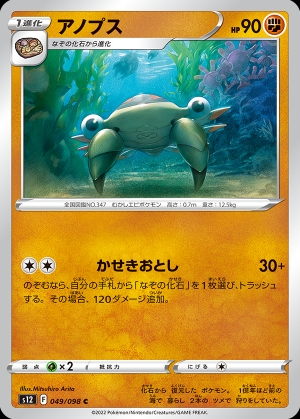 1進化
アノプス
HP90
なぞの化石から進化
全国図鑑NO.347 むかしエビポケモン 高さ：0.7m 重さ：12.5kg
かせきおとし 30+
のぞむなら、自分の手札から「なぞの化石」を1枚選び、トラッシュ
する。その場合、120ダメージ追加。
弱点 ×2 抵抗力 にげる
Illus.Mitsuhiro Arita
s12 F 049/098 C
化石から 復元した ポケモン。1億年ほど前の
海で 暮らし 2本の ツメで 狩りをしていた。
©2022 Pokémon/Nintendo/Creatures/GAME FREAK.